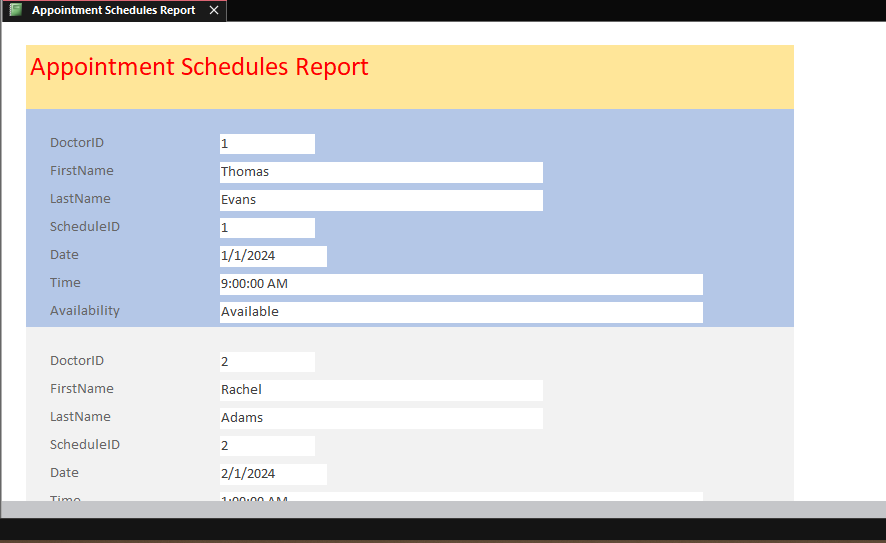 Appointment Schedules Report
Appointment Schedules Report
DoctorID 1
FirstName Thomas
LastName Evans
ScheduleID 1
Date 1/1/2024
Time 9:00:00 AM
Availability Available
DoctorID 2
FirstName Rachel
LastName Adams
ScheduleID 2
Date 2/1/2024
Time 1:00:00 AM